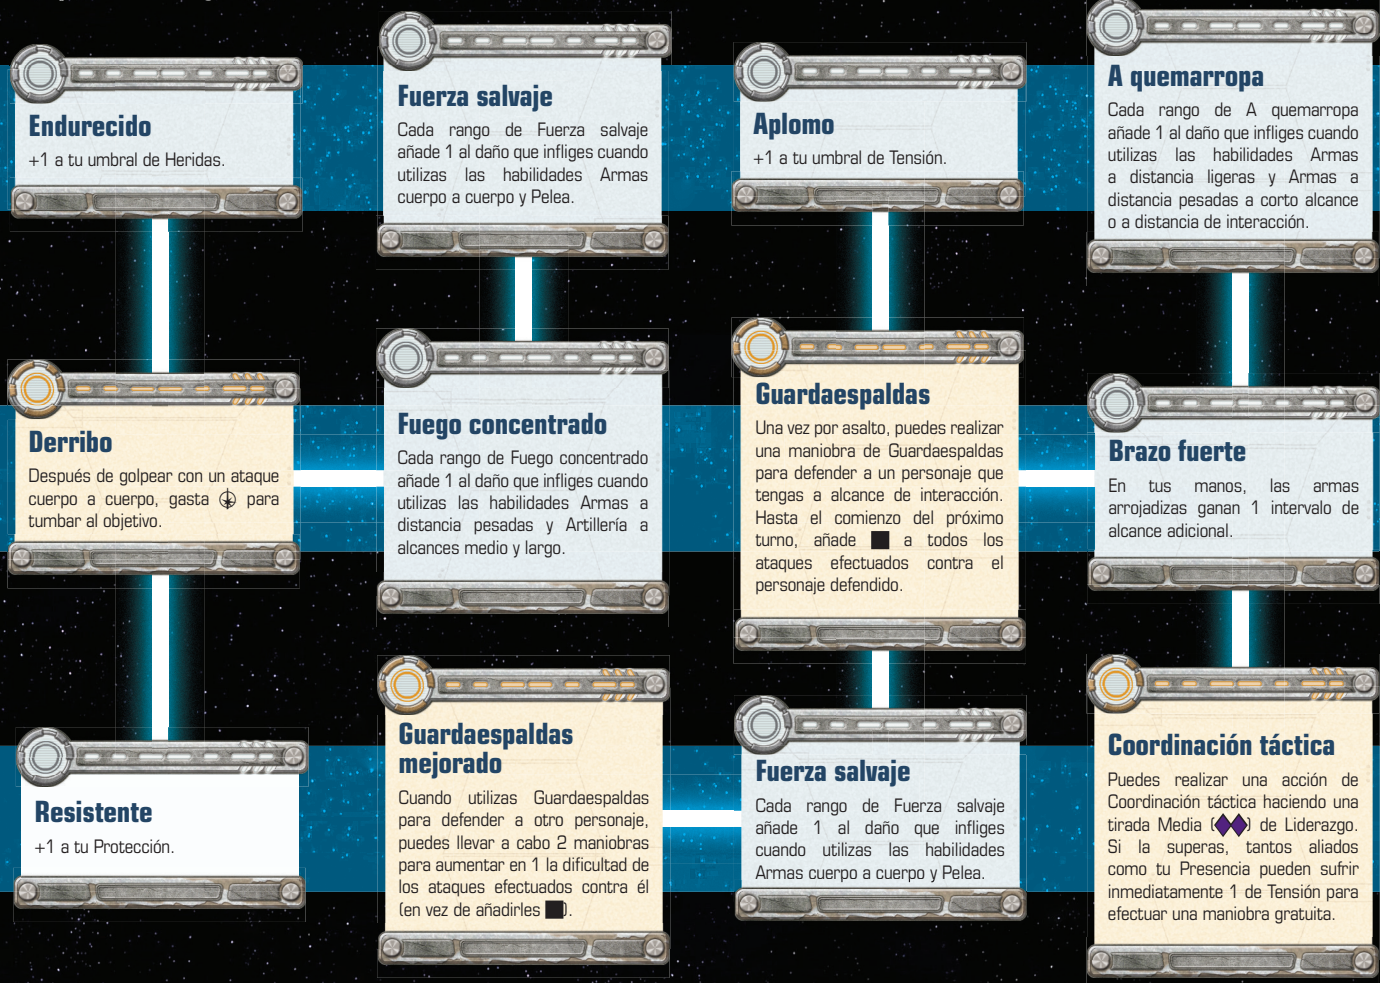 Endurecido
+1 a tu umbral de Heridas.
Fuerza salvaje
Cada rango de Fuerza salvaje
añade 1 al daño que infliges cuando
utilizas las habilidades Armas
cuerpo a cuerpo y Pelea.
Aplomo
+1 a tu umbral de Tensión.
A quemarropa
Cada rango de A quemarropa
añade 1 al daño que infliges cuando
utilizas las habilidades Armas
a distancia ligeras y Armas a
distancia pesadas a corto alcance
o a distancia de interacción.
Derribo
Después de golpear con un ataque
cuerpo a cuerpo, gasta para
tumbar al objetivo.
Fuego concentrado
Cada rango de Fuego concentrado
añade 1 al daño que infliges cuando
utilizas las habilidades Armas a
distancia pesadas y Artillería a
alcances medio y largo.
Guardaespaldas
Una vez por asalto, puedes realizar
una maniobra de Guardaespaldas
para defender a un personaje que
tengas a alcance de interacción.
Hasta el comienzo del próximo
turno, añade ■ a todos los
ataques efectuados contra el
personaje defendido.
Brazo fuerte
En tus manos, las armas
arrojadizas ganan 1 intervalo de
alcance adicional.
Resistente
+1 a tu Protección.
Guardaespaldas
mejorado
Cuando utilizas Guardaespaldas
para defender a otro personaje,
puedes llevar a cabo 2 maniobras
para aumentar en 1 la dificultad de
los ataques efectuados contra él
(en vez de añadirles ■).
Fuerza salvaje
Cada rango de Fuerza salvaje
añade 1 al daño que infliges
cuando utilizas las habilidades
Armas cuerpo a cuerpo y Pelea.
Coordinación táctica
Puedes realizar una acción de
Coordinación táctica haciendo una
tirada Media (◆◆) de Liderazgo.
Si la superas, tantos aliados
como tu Presencia pueden sufrir
inmediatamente 1 de Tensión para
efectuar una maniobra gratuita.